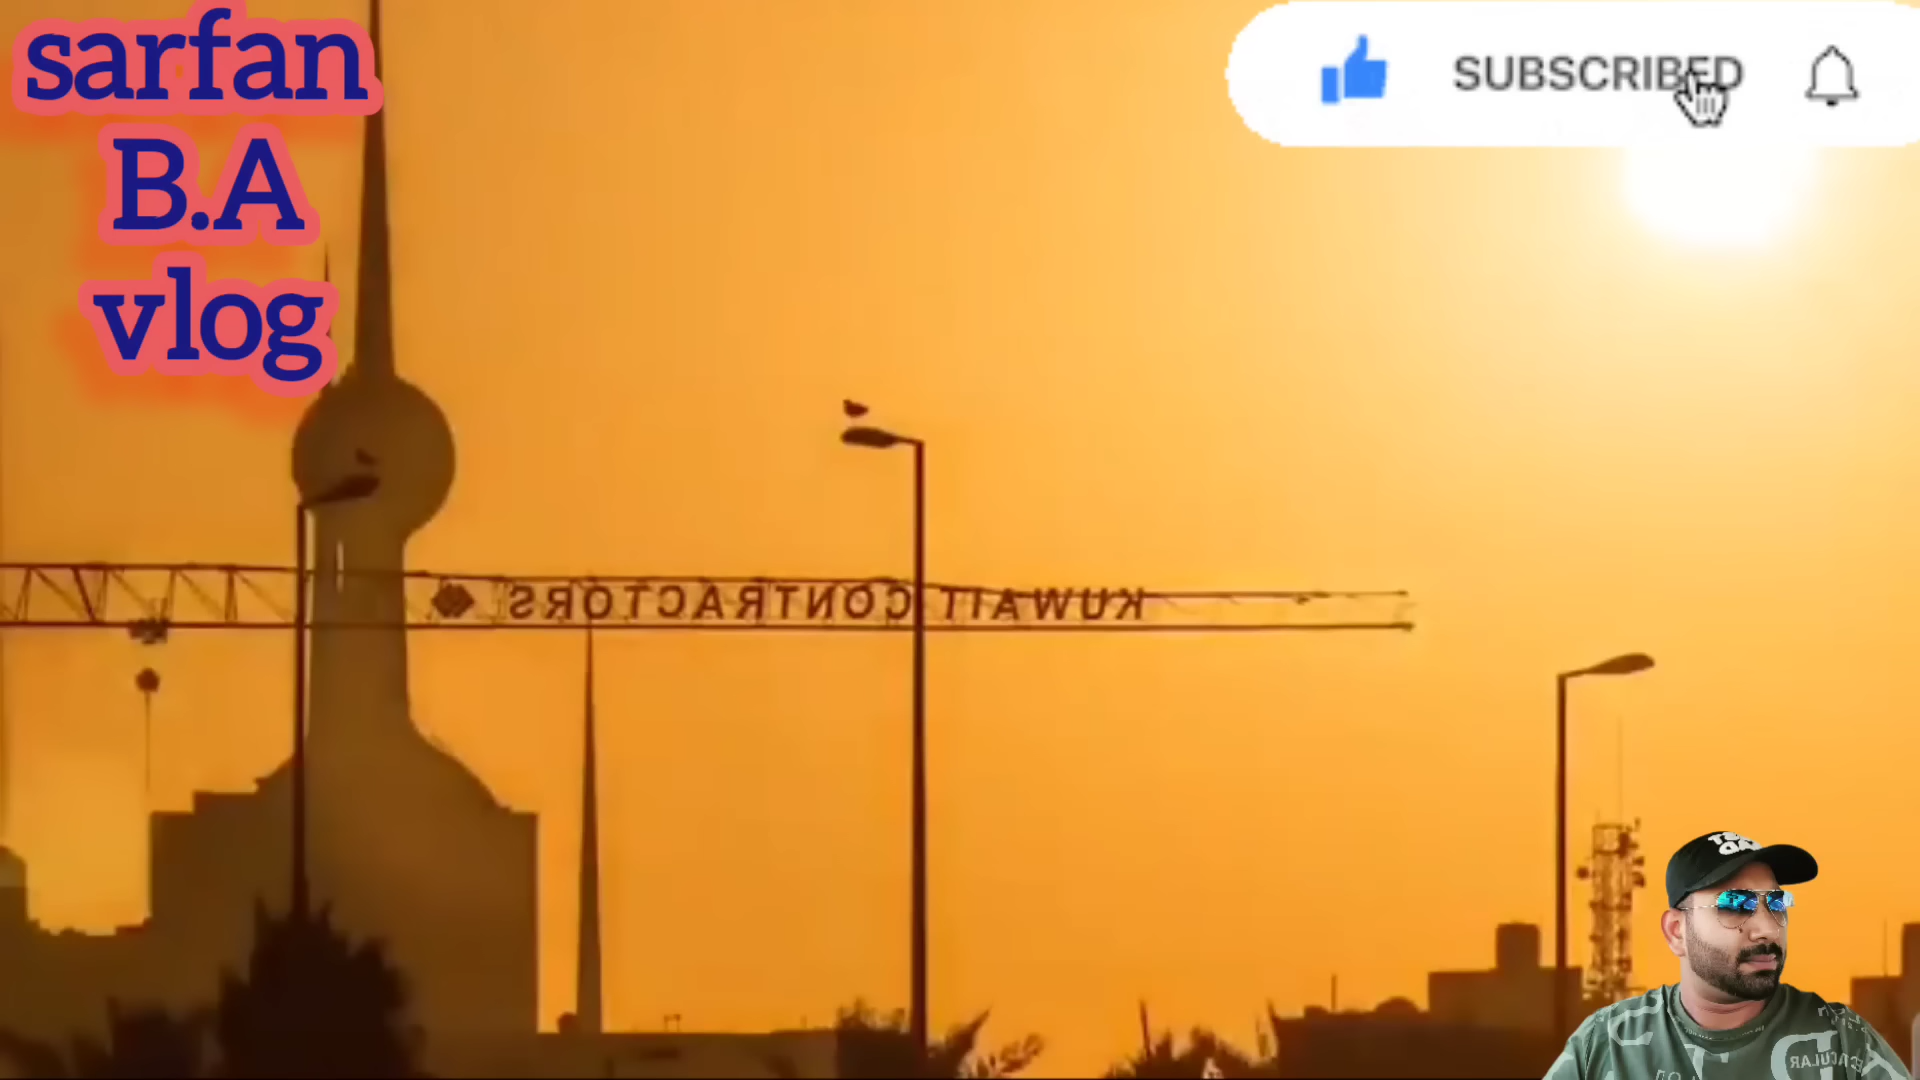 sarfan
B.A
vlog
SUBSCRIBED
KUWAIT CONTRACTORS